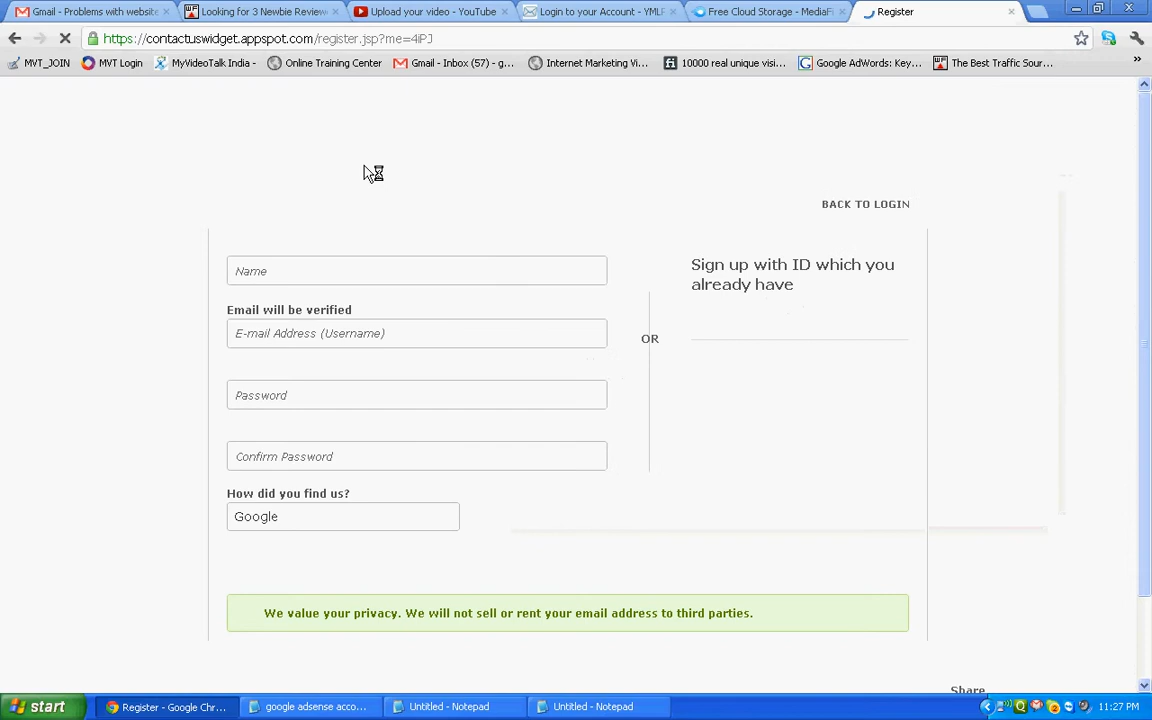 Gmail - Problems with website
Looking for 3 Newbie Review
Upload your video - YouTube
Login to your Account - YMLP
Free Cloud Storage - MediaFi
Register
https://contactuswidget.appspot.com/register.jsp?me=4iPJ
MVT_JOIN
MVT Login
MyVideoTalk India -
Online Training Center
Gmail - Inbox (57) - g...
Internet Marketing Vi...
10000 real unique visi...
Google AdWords: Key...
The Best Traffic Sour...
BACK TO LOGIN
Name
Sign up with ID which you
already have
Email will be verified
E-mail Address (Username)
OR
Password
Confirm Password
How did you find us?
Google
We value your privacy. We will not sell or rent your email address to third parties.
Share
start
Register - Google Chr...
google adsense acco...
Untitled - Notepad
Untitled - Notepad
11:27 PM